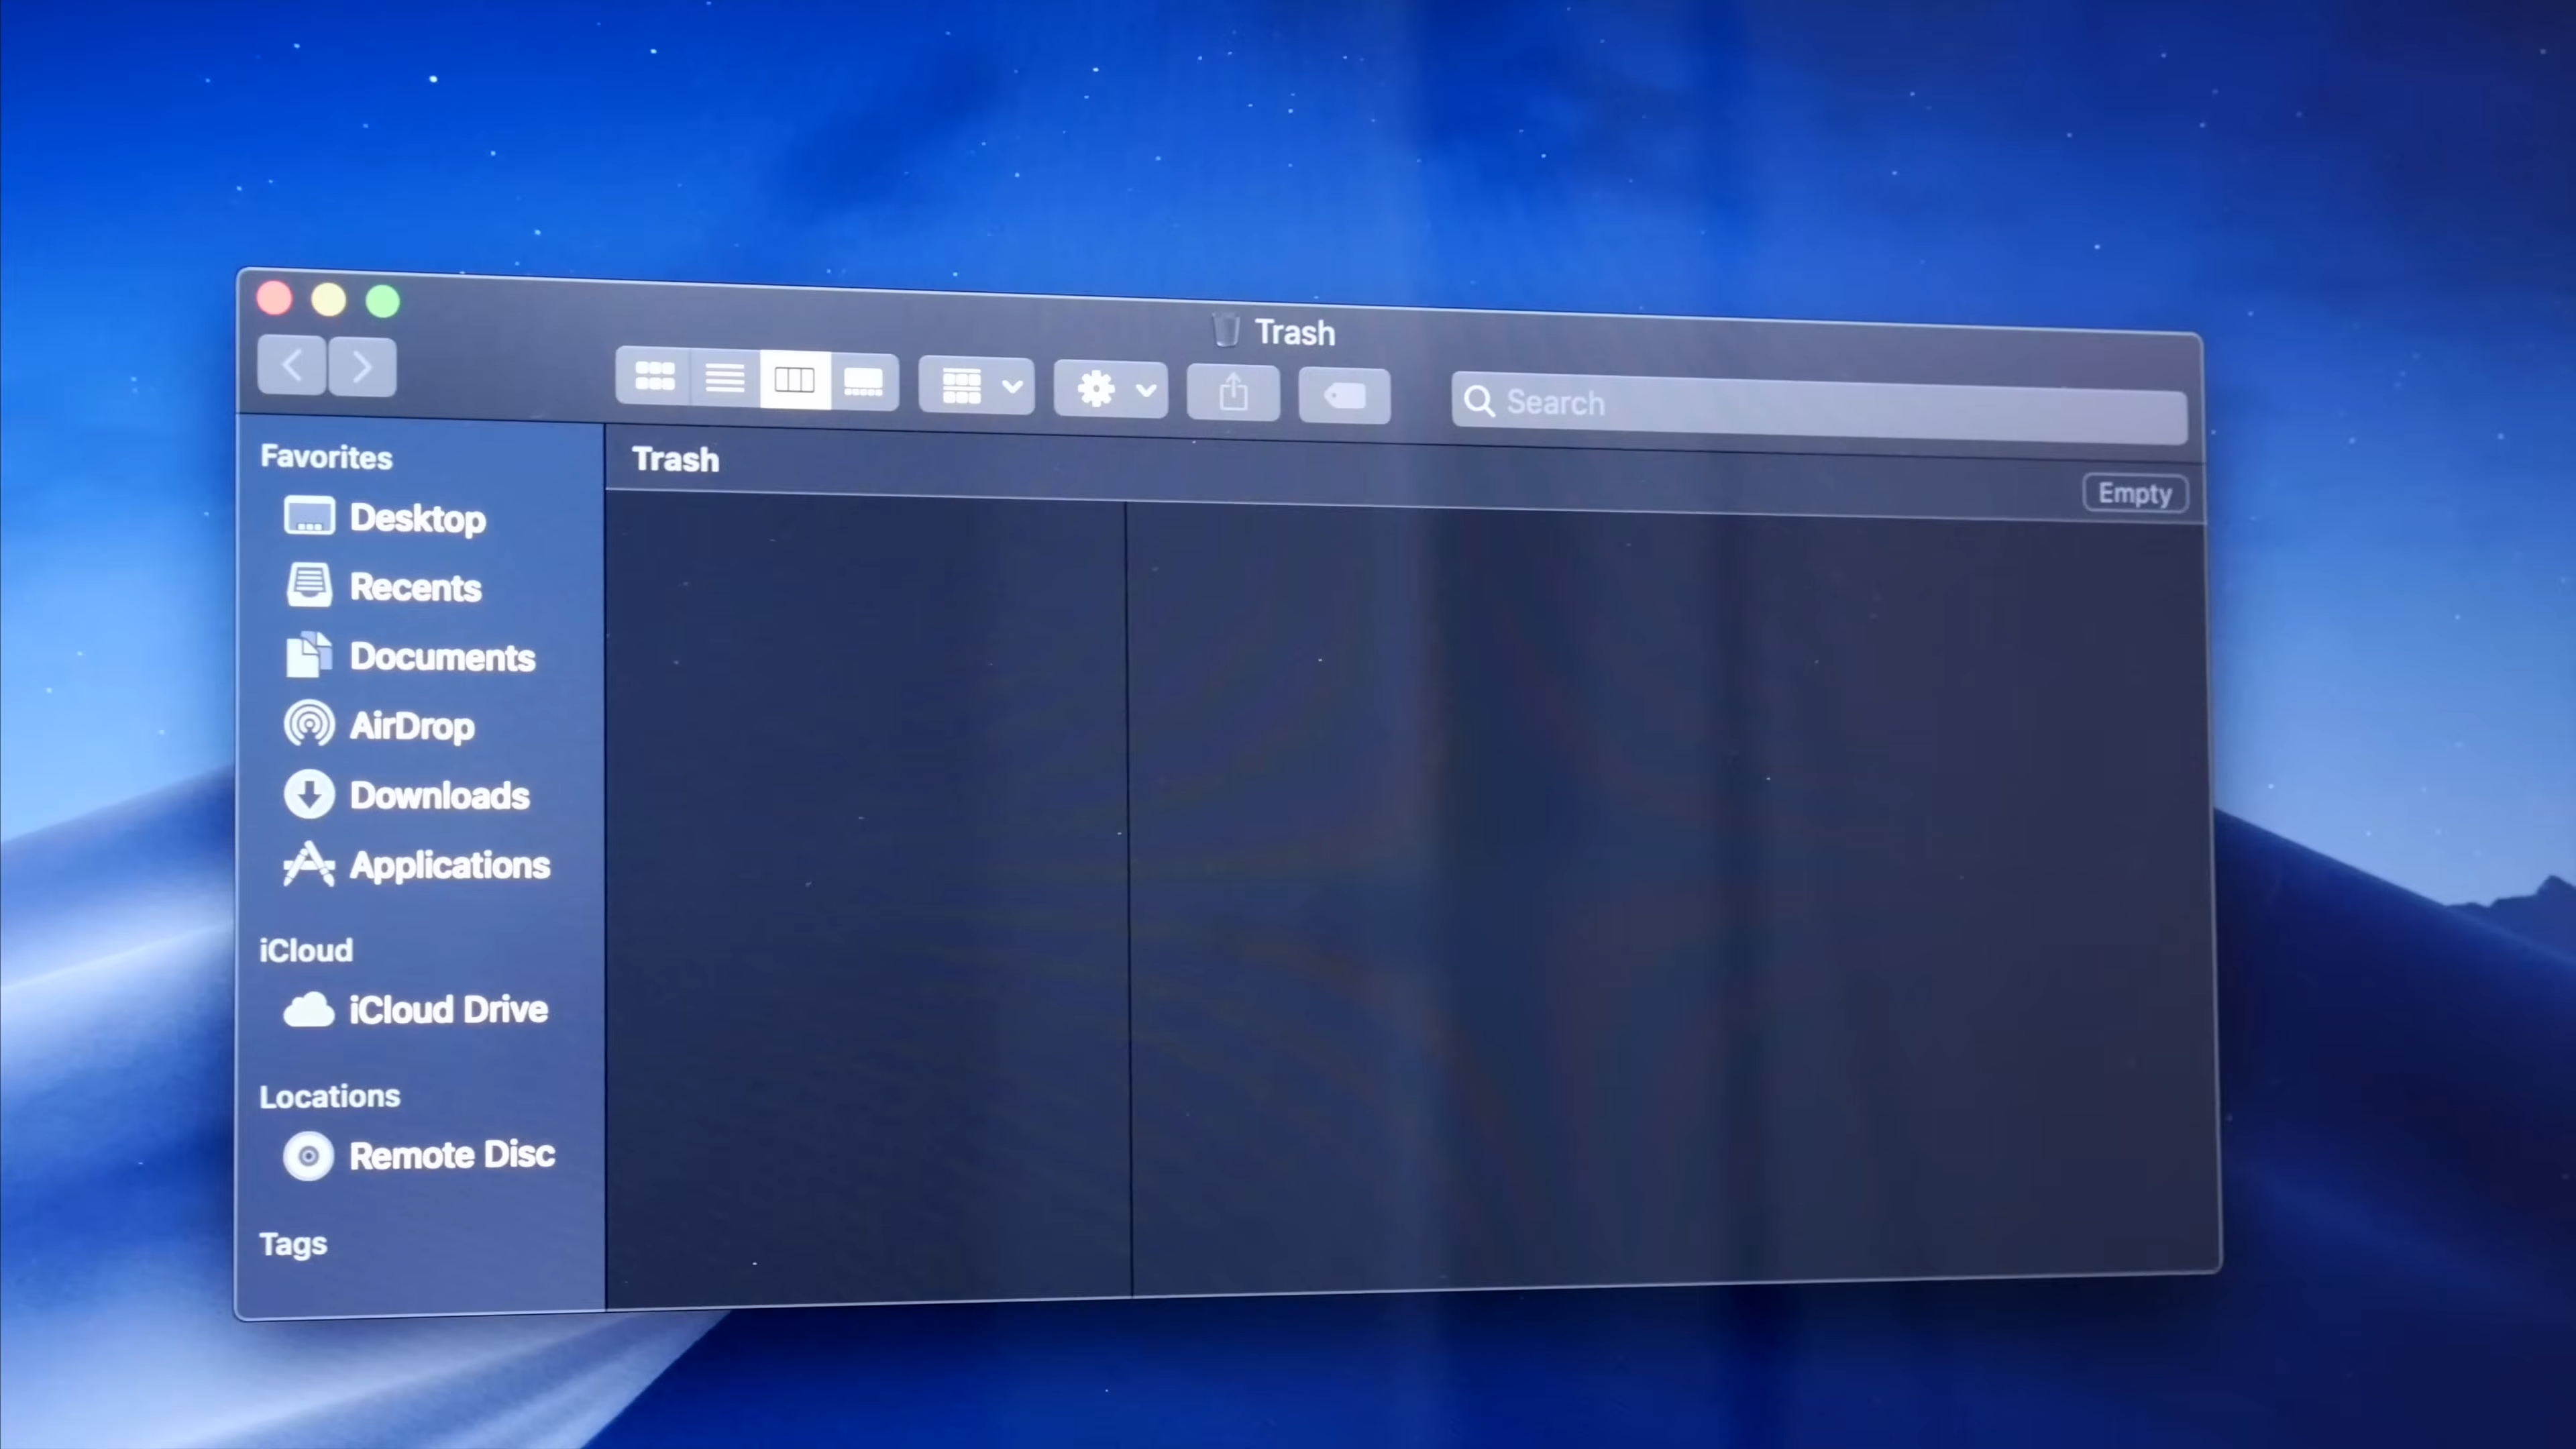 Trash
Search
Favorites
Trash
Empty
Desktop
Recents
Documents
AirDrop
Downloads
Applications
iCloud
iCloud Drive
Locations
Remote Disc
Tags